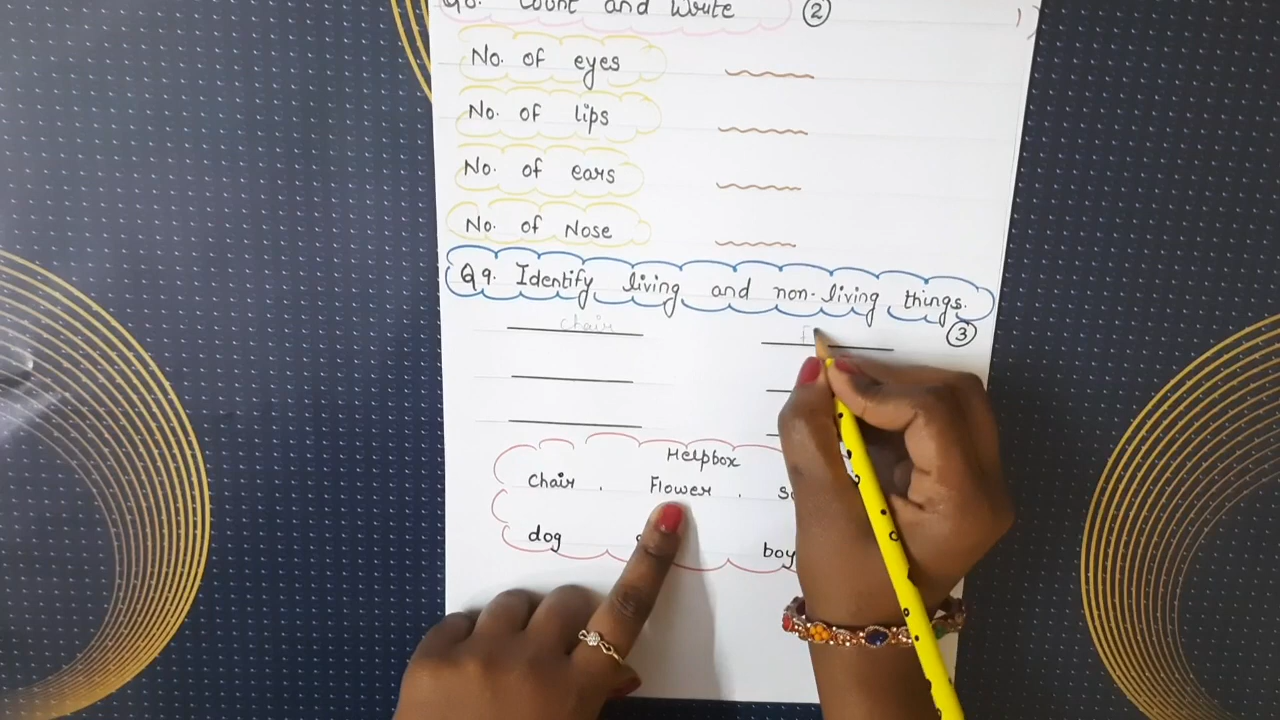 Q8. Count and Write 2
No. of eyes
No. of lips
No. of ears
No. of Nose
Q9. Identify living and non-living things.
3
chair F
Helpbox
chair . Flower .
dog boy